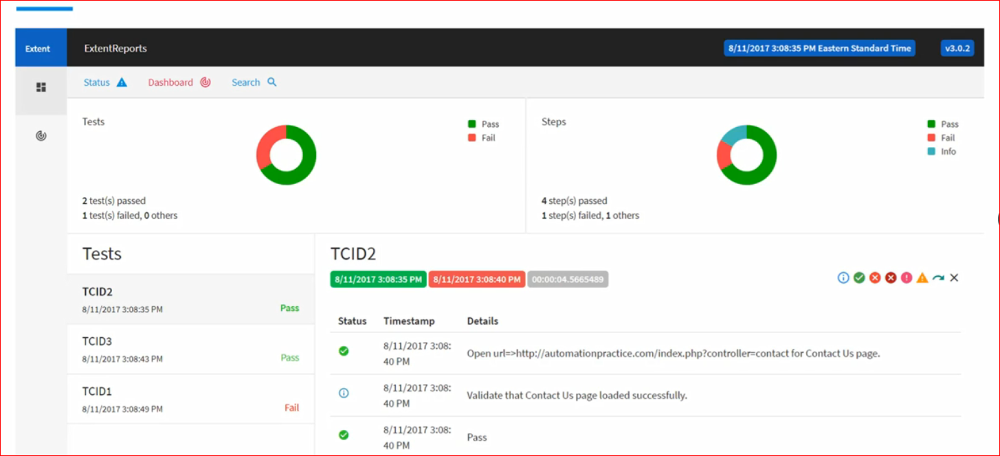 Extent
ExtentReports
8/11/2017 3:08:35 PM Eastern Standard Time
v3.0.2
Status
Dashboard
Search
Tests
Pass
Fail
2 test(s) passed
1 test(s) failed, 0 others
Steps
Pass
Fail
Info
4 step(s) passed
1 step(s) failed, 1 others
Tests
TCID2
8/11/2017 3:08:35 PM
Pass
TCID3
8/11/2017 3:08:43 PM
Pass
TCID1
8/11/2017 3:08:49 PM
Fail
TCID2
8/11/2017 3:08:35 PM
8/11/2017 3:08:40 PM
00:00:04.5665489
Status Timestamp Details
8/11/2017 3:08:
40 PM
Open url=>http://automationpractice.com/index.php?controller=contact for Contact Us page.
8/11/2017 3:08:
40 PM
Validate that Contact Us page loaded successfully.
8/11/2017 3:08:
40 PM
Pass